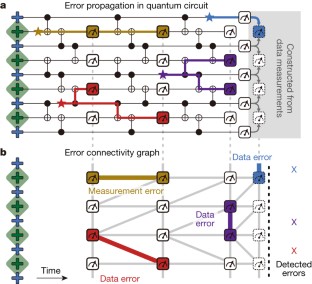 a
Error propagation in quantum circuit
Constructed from
data measurements
b
Error connectivity graph
Data error
Measurement error
Data
error
Time
Data error
X
X
X
Detected
errors